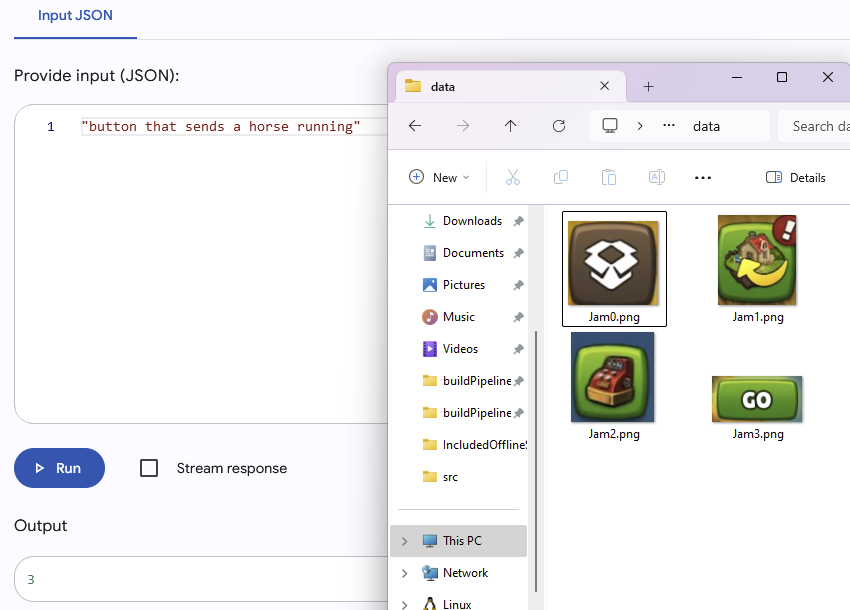 Input JSON
Provide input (JSON):
1 "button that sends a horse running"
Run
Stream response
Output
3
data
data
Search da
New
Details
Downloads
Documents
Pictures
Music
Videos
buildPipeline
buildPipeline
IncludedOffline
src
This PC
Network
Linux
Jam0.png
!
Jam1.png
Jam2.png
GO
Jam3.png